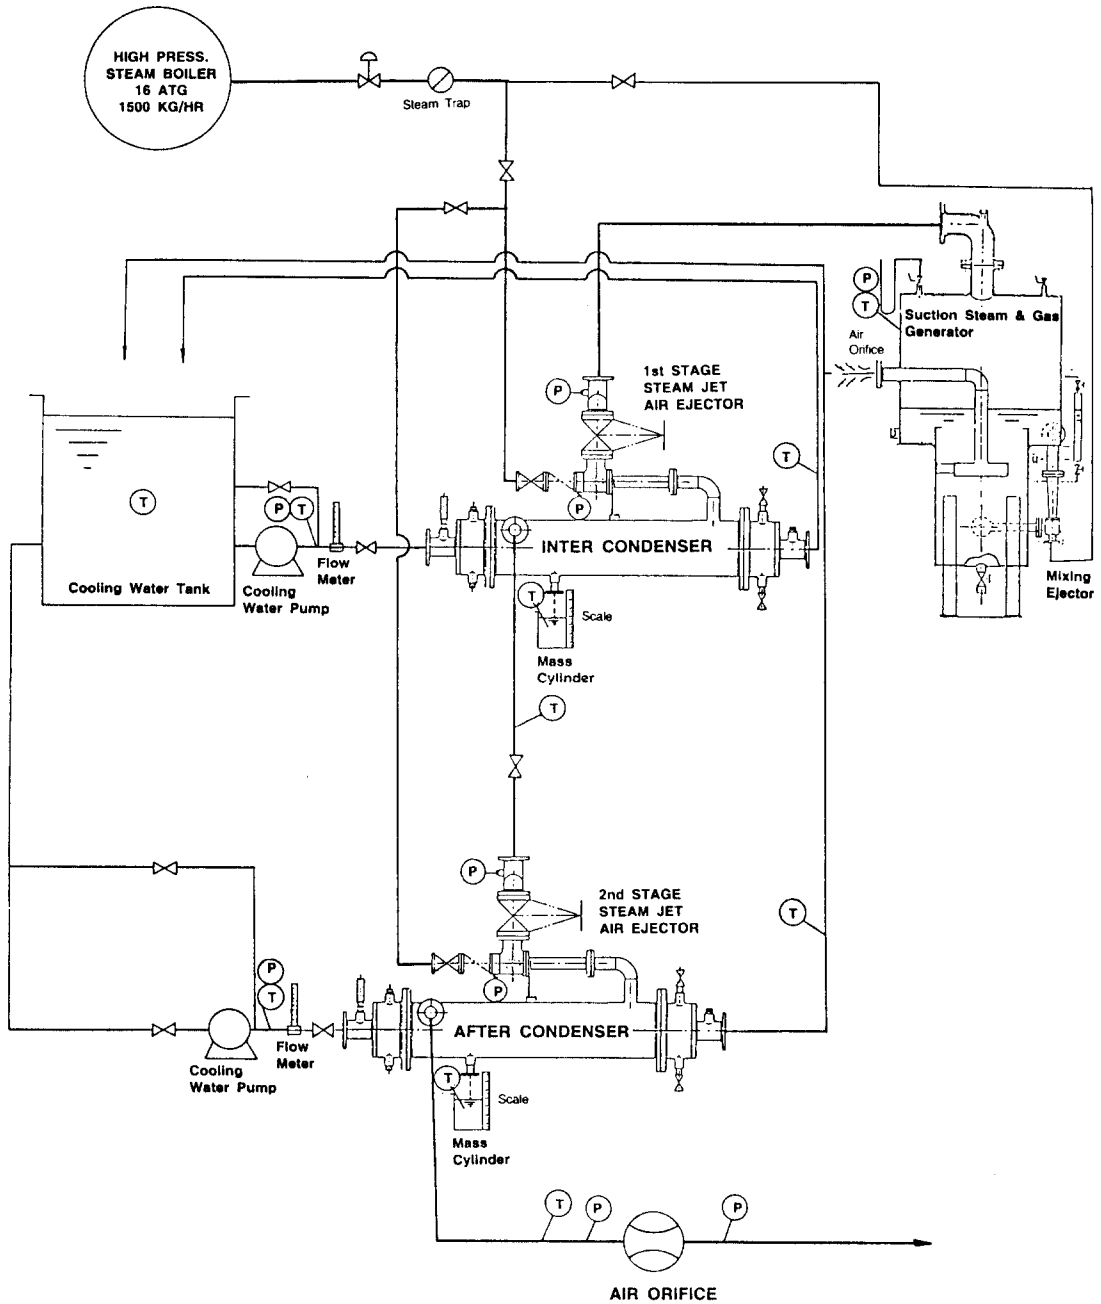 HIGH PRESS.
STEAM BOILER
16 ATG
1500 KG/HR
Steam Trap
P
T
Suction Steam & Gas
Generator
Air
Orifice
1st STAGE
STEAM JET
AIR EJECTOR
P
T
T
P
T
P
INTER CONDENSER
Cooling Water Tank
Cooling
Water Pump
Flow
Meter
Mixing
Ejector
T
Scale
Mass
Cylinder
T
P
2nd STAGE
STEAM JET
AIR EJECTOR
T
P
T
P
AFTER CONDENSER
Cooling
Water Pump
Flow
Meter
T
Scale
Mass
Cylinder
T
P
P
AIR ORIFICE